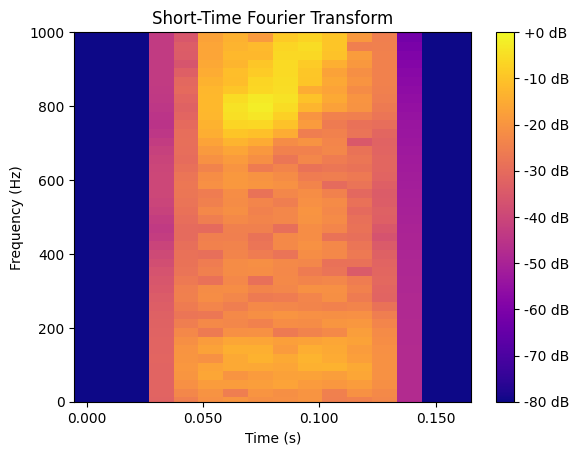 Short-Time Fourier Transform
1000
800
600
400
200
0
Frequency (Hz)
0.000
0.050
0.100
0.150
Time (s)
+0 dB
-10 dB
-20 dB
-30 dB
-40 dB
-50 dB
-60 dB
-70 dB
-80 dB